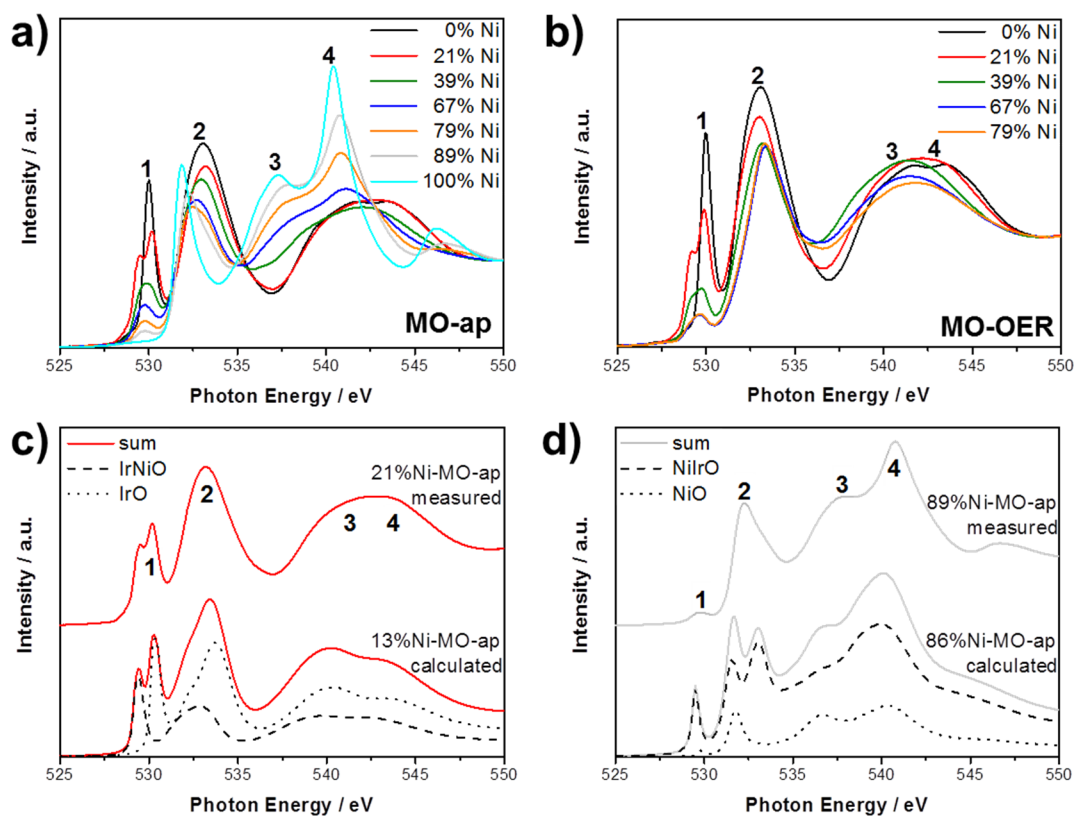 a)
Intensity / a.u.
1
2
3
4
0% Ni
21% Ni
39% Ni
67% Ni
79% Ni
89% Ni
100% Ni
MO-ap
525 530 535 540 545 550
Photon Energy / eV
b)
Intensity / a.u.
1
2
3 4
0% Ni
21% Ni
39% Ni
67% Ni
79% Ni
MO-OER
525 530 535 540 545 550
Photon Energy / eV
c)
Intensity / a.u.
sum
IrNiO
IrO
21%Ni-MO-ap
measured
1
2
3 4
13%Ni-MO-ap
calculated
525 530 535 540 545 550
Photon Energy / eV
d)
Intensity / a.u.
sum
NiIrO
NiO
1
2
3
4
89%Ni-MO-ap
measured
86%Ni-MO-ap
calculated
525 530 535 540 545 550
Photon Energy / eV